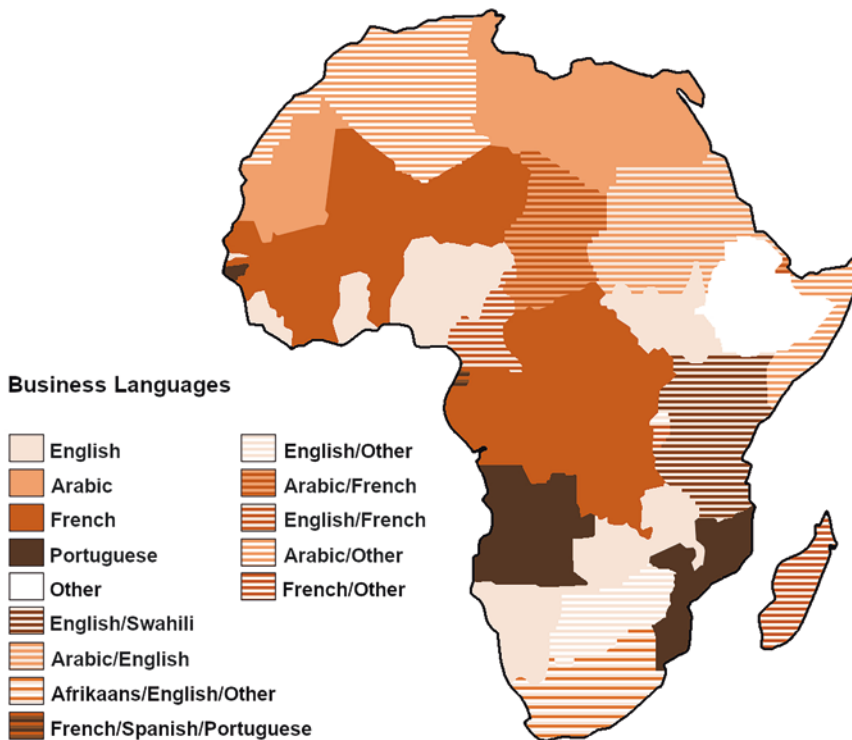 Business Languages
English
Arabic
French
Portuguese
Other
English/Swahili
Arabic/English
Afrikaans/English/Other
French/Spanish/Portuguese
English/Other
Arabic/French
English/French
Arabic/Other
French/Other